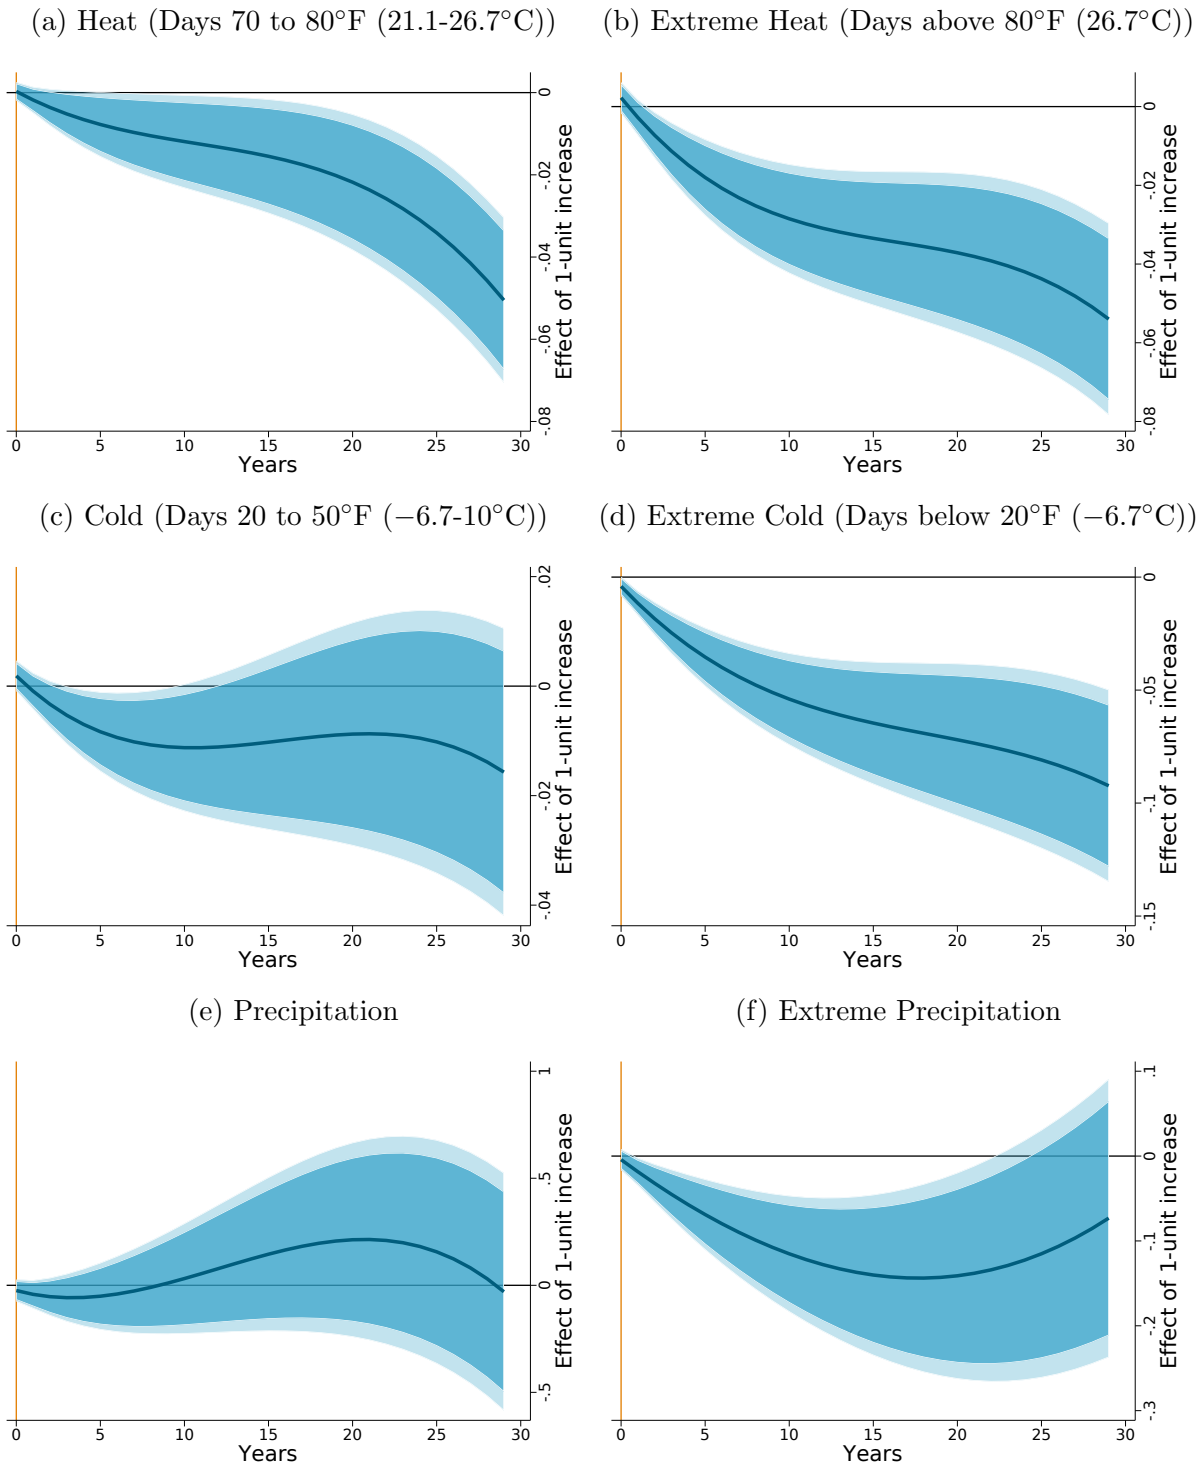 (a) Heat (Days 70 to 80°F (21.1-26.7°C))
0
-.02
-.04
-.06
-.08
Effect of 1-unit increase
0 5 10 15 20 25 30
Years
(b) Extreme Heat (Days above 80°F (26.7°C))
0
-.02
-.04
-.06
-.08
Effect of 1-unit increase
0 5 10 15 20 25 30
Years
(c) Cold (Days 20 to 50°F (−6.7-10°C))
.02
0
-.02
-.04
Effect of 1-unit increase
0 5 10 15 20 25 30
Years
(d) Extreme Cold (Days below 20°F (−6.7°C))
0
-.05
-.1
-.15
Effect of 1-unit increase
0 5 10 15 20 25 30
Years
(e) Precipitation
1
.5
0
-.5
Effect of 1-unit increase
0 5 10 15 20 25 30
Years
(f) Extreme Precipitation
.1
0
-.1
-.2
-.3
Effect of 1-unit increase
0 5 10 15 20 25 30
Years